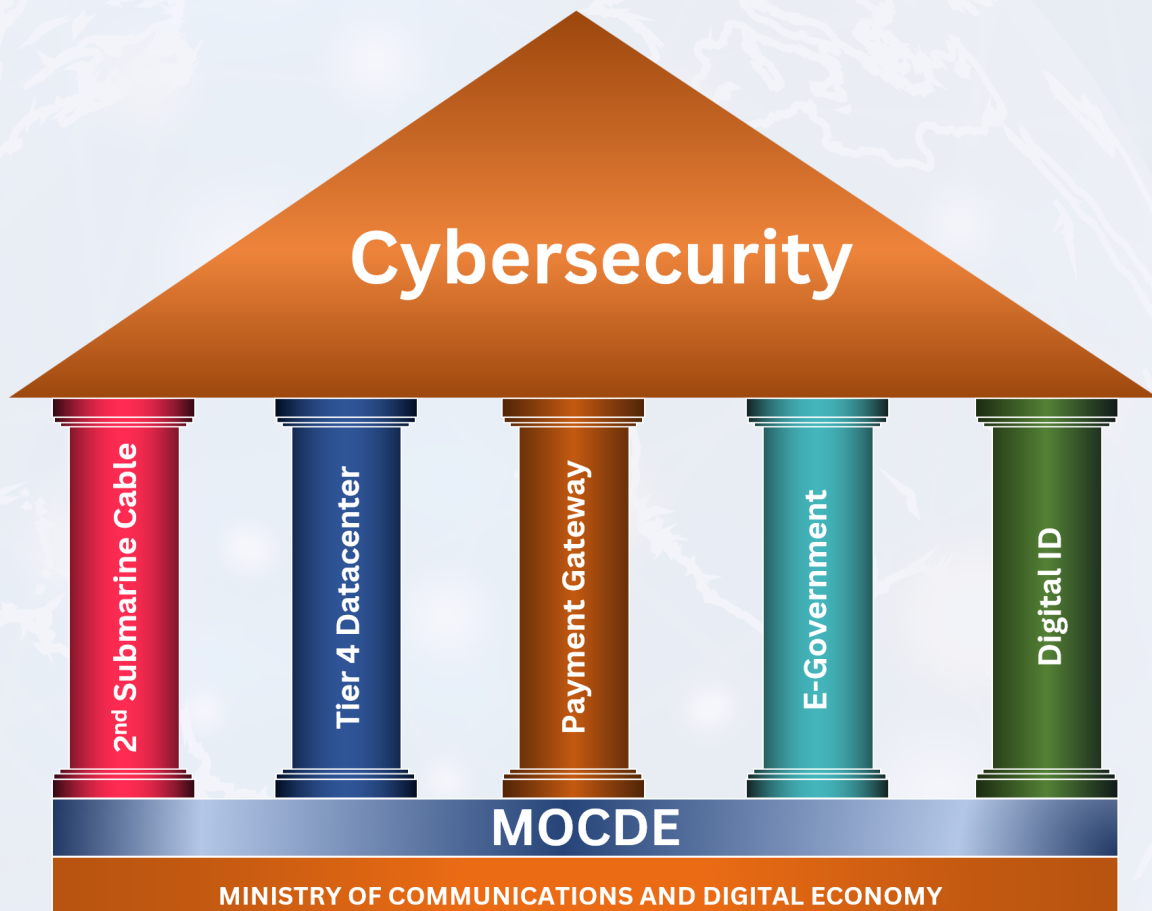 Cybersecurity
2nd Submarine Cable
Tier 4 Datacenter
Payment Gateway
E-Government
Digital ID
MOCDE
MINISTRY OF COMMUNICATIONS AND DIGITAL ECONOMY